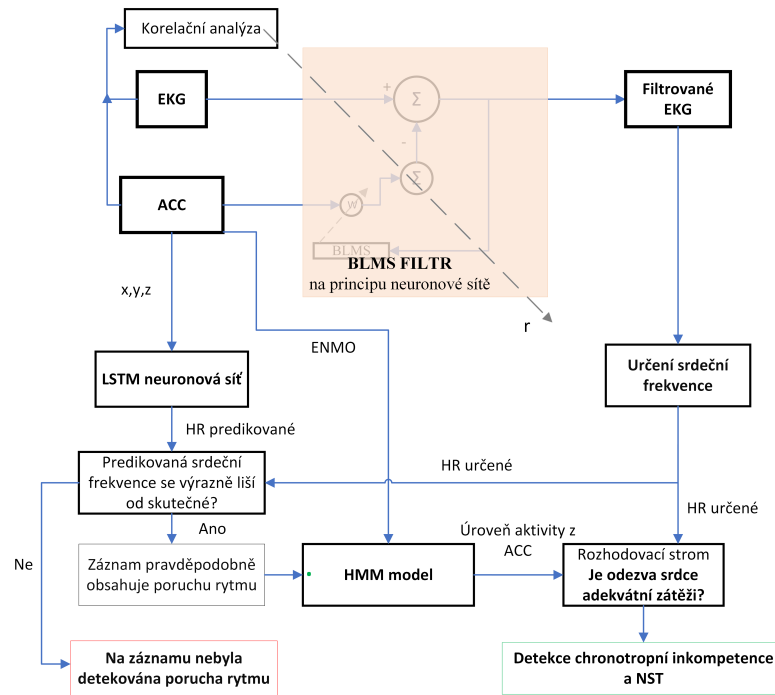 Korelační analýza
EKG
+
Σ
Filtrované
EKG
-
Σ
ACC
w
BLMS
BLMS FILTR
na principu neuronové sítě
x,y,z
r
ENMO
LSTM neuronová síť
Určení srdeční
frekvence
HR predikované
Predikovaná srdeční
frekvence se výrazně liší
od skutečné?
HR určené
HR určené
Ano
Úroveň aktivity z
ACC
Ne
Záznam pravděpodobně
obsahuje poruchu rytmu
HMM model
Rozhodovací strom
Je odezva srdce
adekvátní zátěži?
Na záznamu nebyla
detekována porucha rytmu
Detekce chronotropní inkompetence
a NST